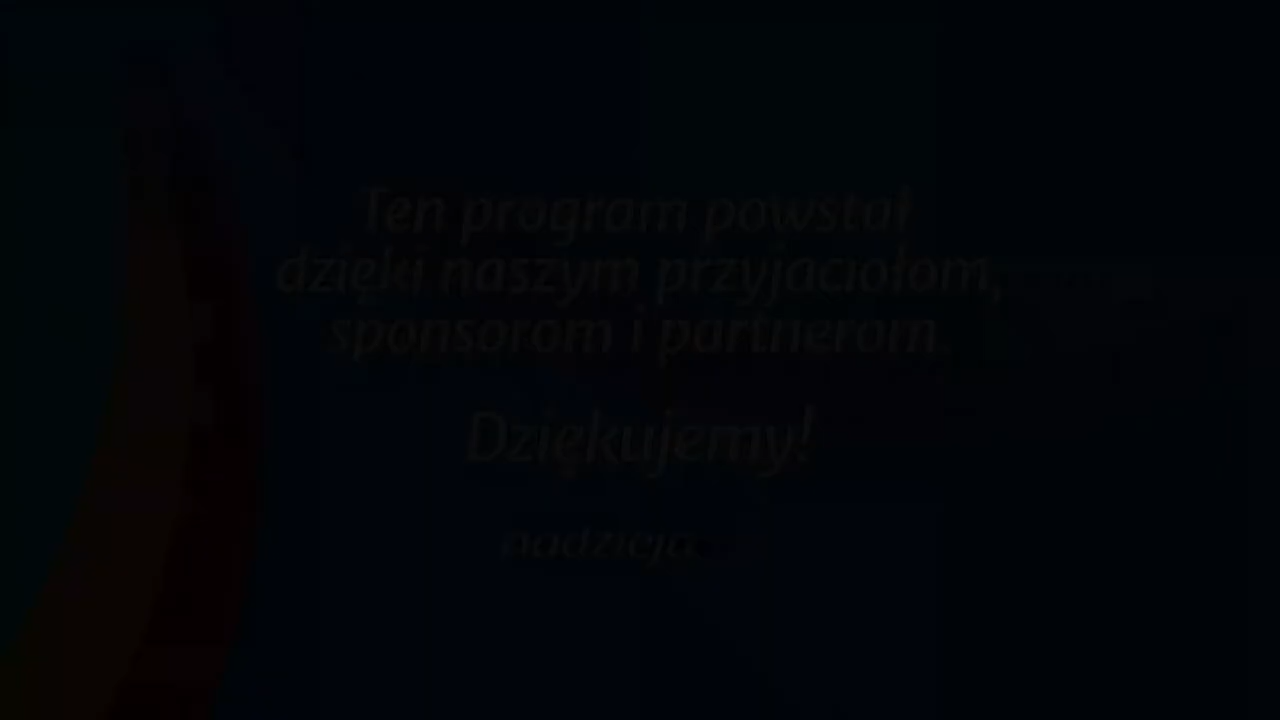 Ten program powstał
dzięki naszym przyjaciołom,
sponsorom i partnerom.
Dziękujemy!
nadzieja